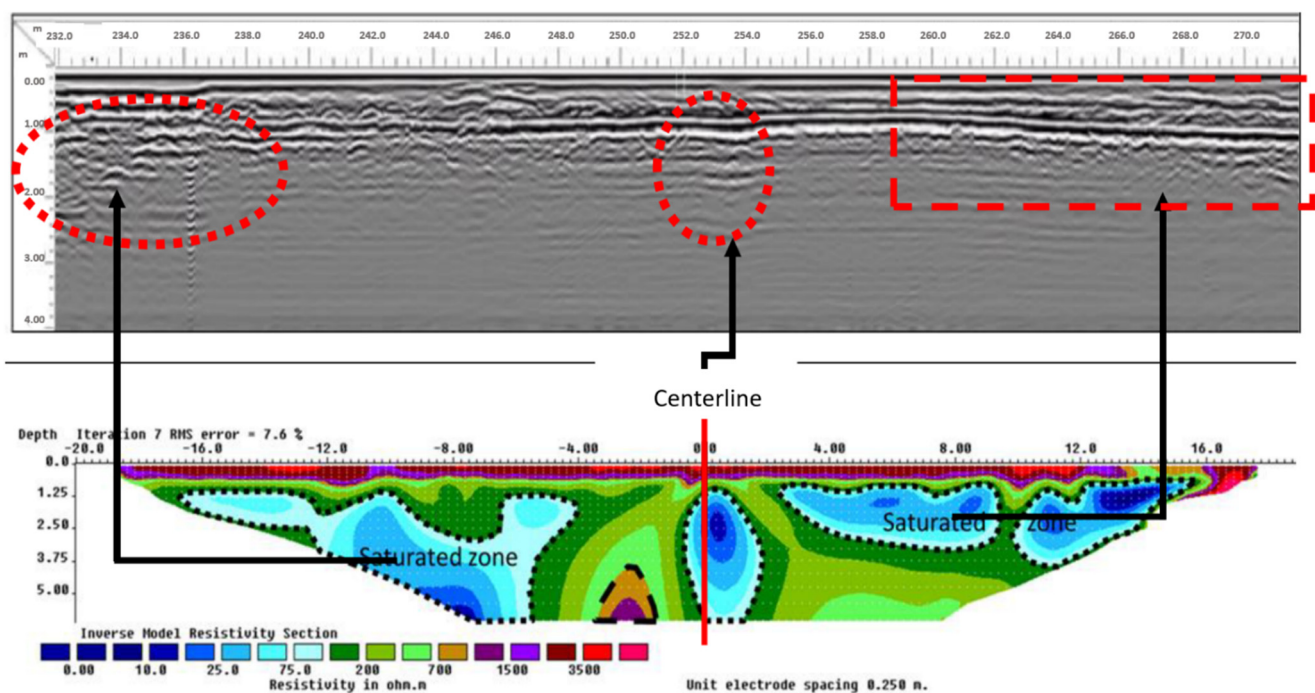 m 232.0 234.0 236.0 238.0 240.0 242.0 244.0 246.0 248.0 250.0 252.0 254.0 256.0 258.0 260.0 262.0 264.0 266.0 268.0 270.0
m
0.00
1.00
2.00
3.00
4.00
Centerline
Depth Iteration 7 RMS error = 7.6 %
-20.0 -16.0 -12.0 -8.00 -4.00 0.0 4.00 8.00 12.0 16.0
0.0
1.25
2.50
3.75
5.00
Saturated zone
Saturated zone
Inverse Model Resistivity Section
0.00 10.0 25.0 75.0 200 700 1500 3500
Resistivity in ohm.m
Unit electrode spacing 0.250 m.